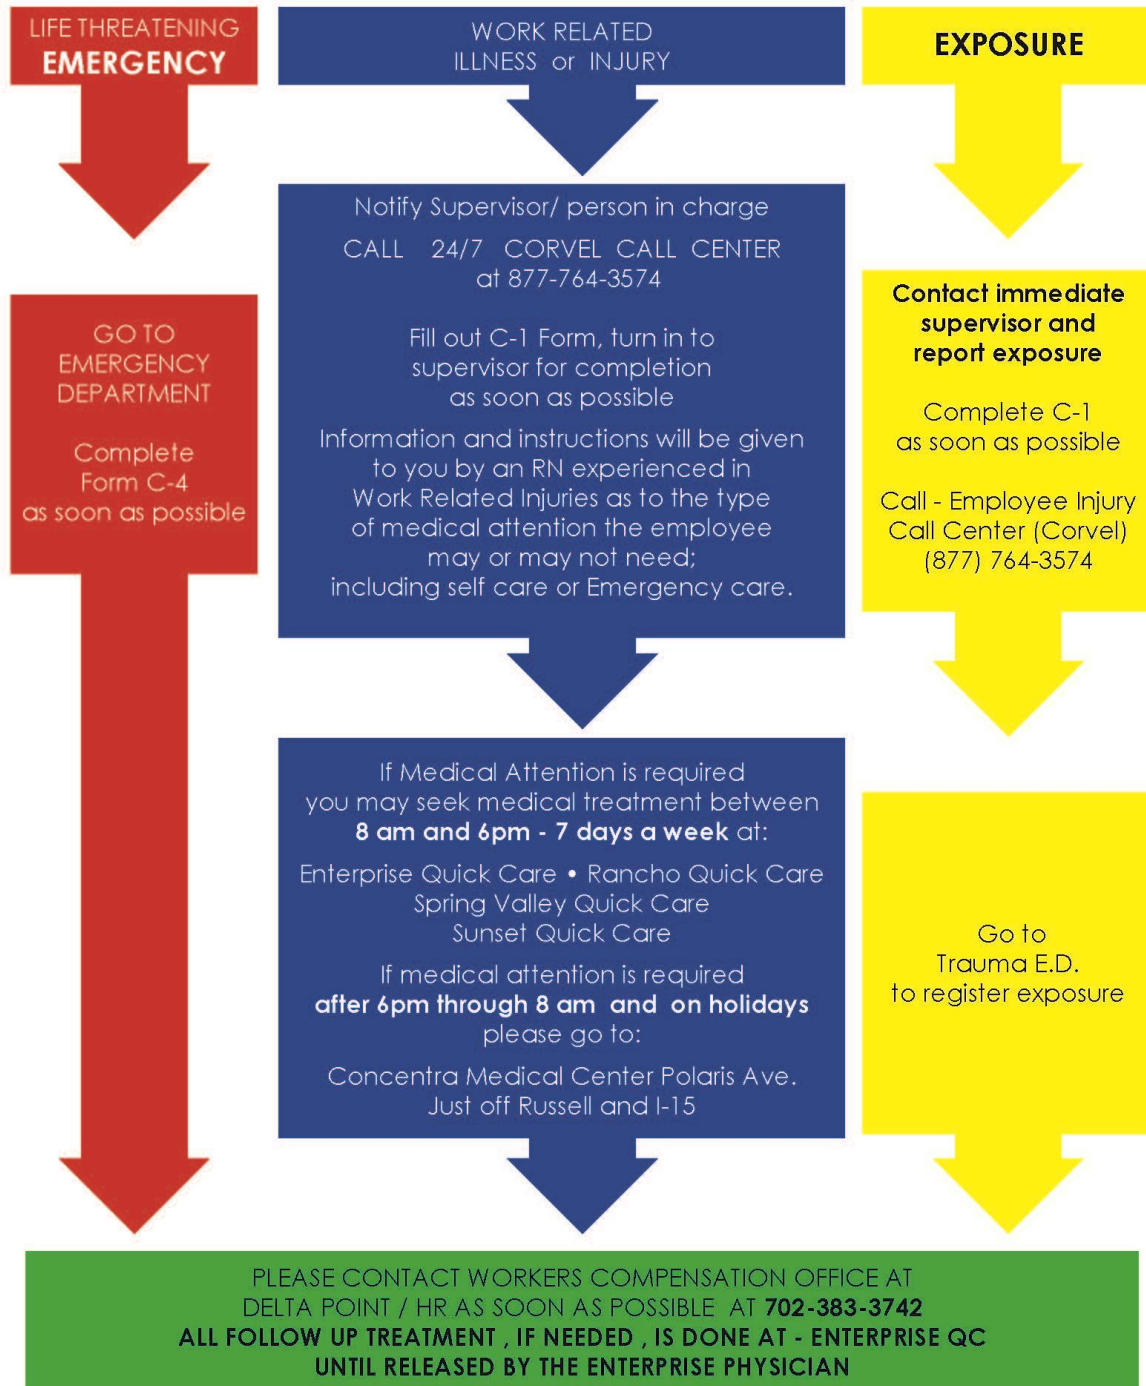 LIFE THREATENING
EMERGENCY
GO TO
EMERGENCY
DEPARTMENT
Complete
Form C-4
as soon as possible
WORK RELATED
ILLNESS or INJURY
Notify Supervisor/ person in charge
CALL 24/7 CORVEL CALL CENTER
at 877-764-3574
Fill out C-1 Form, turn in to
supervisor for completion
as soon as possible
Information and instructions will be given
to you by an RN experienced in
Work Related Injuries as to the type
of medical attention the employee
may or may not need;
including self care or Emergency care.
If Medical Attention is required
you may seek medical treatment between
8 am and 6pm - 7 days a week at:
Enterprise Quick Care • Rancho Quick Care
Spring Valley Quick Care
Sunset Quick Care
If medical attention is required
after 6pm through 8 am and on holidays
please go to:
Concentra Medical Center Polaris Ave.
Just off Russell and I-15
EXPOSURE
Contact immediate
supervisor and
report exposure
Complete C-1
as soon as possible
Call - Employee Injury
Call Center (Corvel)
(877) 764-3574
Go to
Trauma E.D.
to register exposure
PLEASE CONTACT WORKERS COMPENSATION OFFICE AT
DELTA POINT / HR AS SOON AS POSSIBLE AT 702-383-3742
ALL FOLLOW UP TREATMENT , IF NEEDED , IS DONE AT - ENTERPRISE QC
UNTIL RELEASED BY THE ENTERPRISE PHYSICIAN